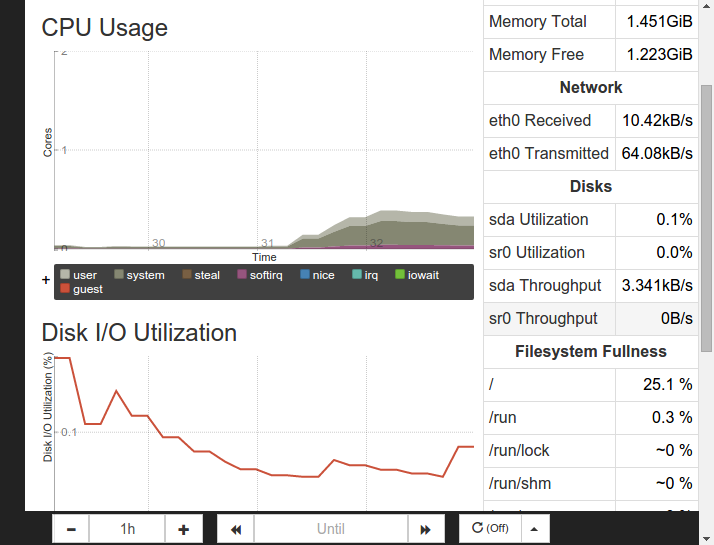 CPU Usage
2
Cores
1
0
30
31
32
Time
+
user
system
steal
softirq
nice
irq
iowait
guest
Disk I/O Utilization
Disk I/O Utilization (%)
0.1
Memory Total 1.451GiB
Memory Free 1.223GiB
Network
eth0 Received 10.42kB/s
eth0 Transmitted 64.08kB/s
Disks
sda Utilization 0.1%
sr0 Utilization 0.0%
sda Throughput 3.341kB/s
sr0 Throughput 0B/s
Filesystem Fullness
/ 25.1 %
/run 0.3 %
/run/lock ~0 %
/run/shm ~0 %
1h
Until
(Off)